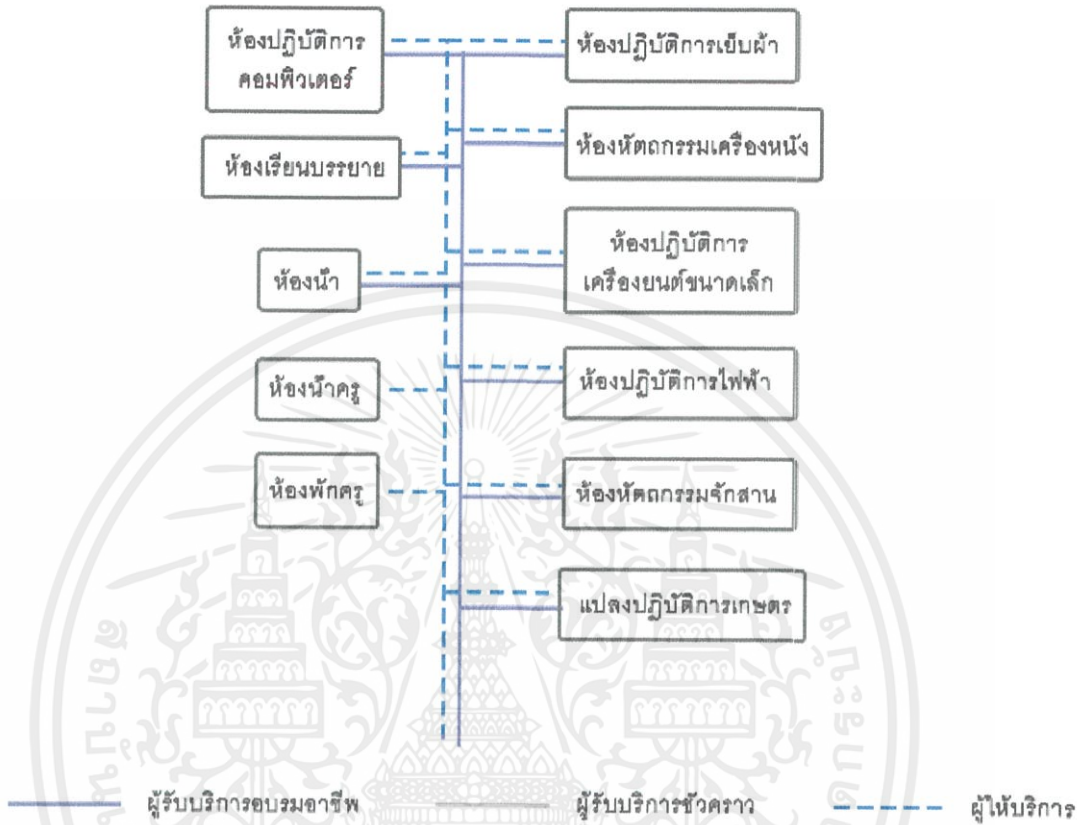 ห้องปฏิบัติการ
คอมพิวเตอร์
ห้องปฏิบัติการเย็บผ้า
ห้องหัตถกรรมเครื่องหนัง
ห้องเรียนบรรยาย
ห้องปฏิบัติการ
เครื่องยนต์ขนาดเล็ก
ห้องน้ำ
ห้องปฏิบัติการไฟฟ้า
ห้องน้ำครู
ห้องพักครู
ห้องหัตถกรรมจักสาน
แปลงปฏิบัติการเกษตร
ผู้รับบริการอบรมอาชีพ
ผู้รับบริการชั่วคราว
ผู้ให้บริการ